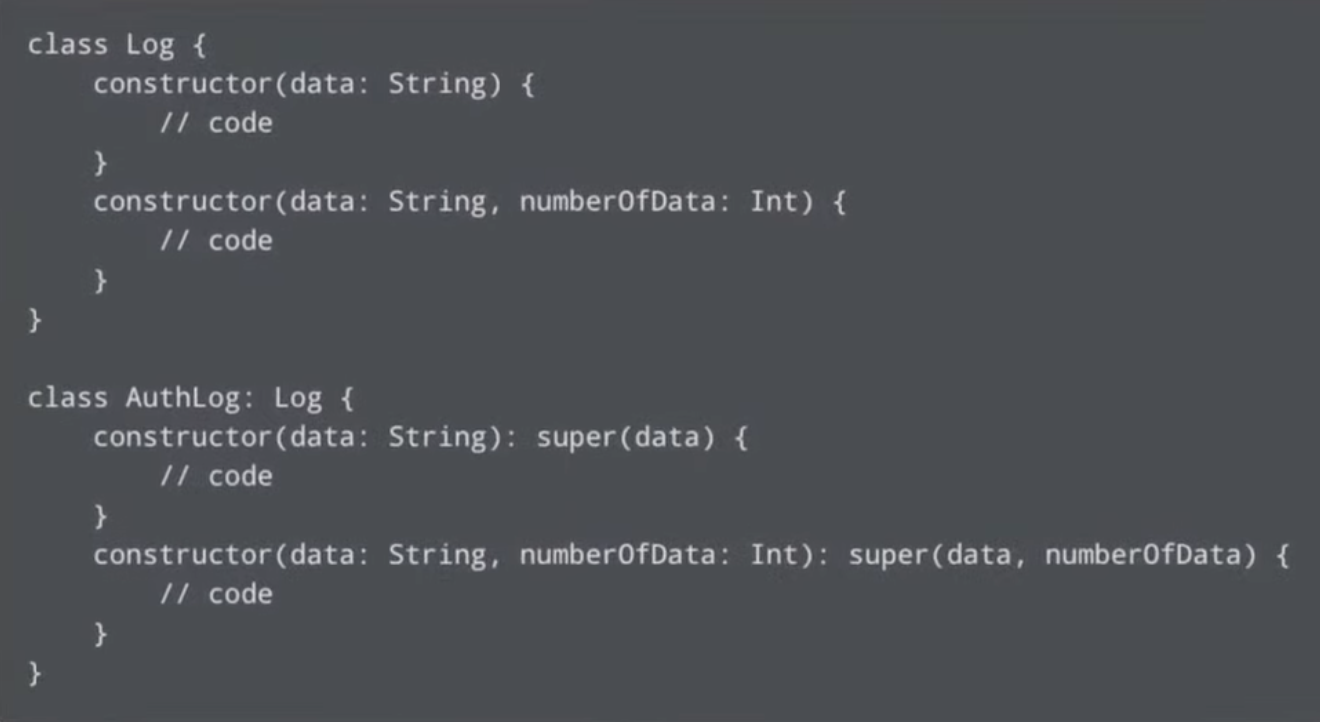 class Log {
    constructor(data: String) {
        // code
    }
    constructor(data: String, numberOfData: Int) {
        // code
    }
}

class AuthLog: Log {
    constructor(data: String): super(data) {
        // code
    }
    constructor(data: String, numberOfData: Int): super(data, numberOfData) {
        // code
    }
}